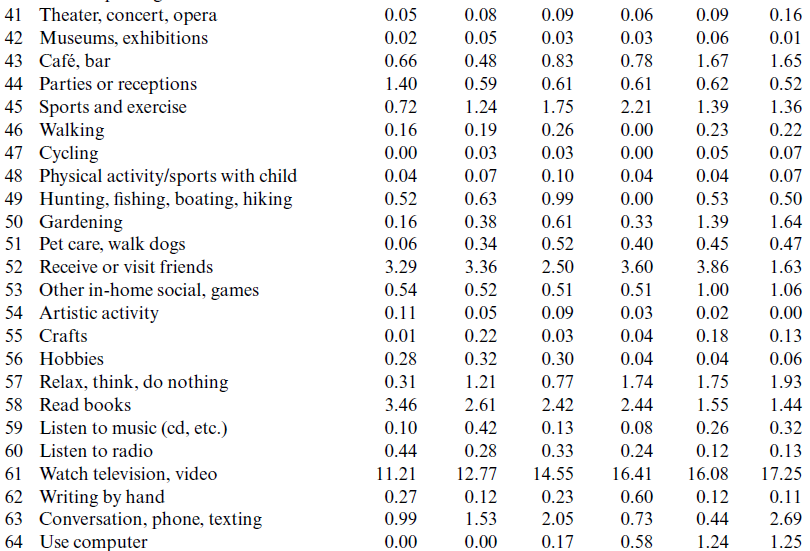 41 Theater, concert, opera 0.05 0.08 0.09 0.06 0.09 0.16
42 Museums, exhibitions 0.02 0.05 0.03 0.03 0.06 0.01
43 Café, bar 0.66 0.48 0.83 0.78 1.67 1.65
44 Parties or receptions 1.40 0.59 0.61 0.61 0.62 0.52
45 Sports and exercise 0.72 1.24 1.75 2.21 1.39 1.36
46 Walking 0.16 0.19 0.26 0.00 0.23 0.22
47 Cycling 0.00 0.03 0.03 0.00 0.05 0.07
48 Physical activity/sports with child 0.04 0.07 0.10 0.04 0.04 0.07
49 Hunting, fishing, boating, hiking 0.52 0.63 0.99 0.00 0.53 0.50
50 Gardening 0.16 0.38 0.61 0.33 1.39 1.64
51 Pet care, walk dogs 0.06 0.34 0.52 0.40 0.45 0.47
52 Receive or visit friends 3.29 3.36 2.50 3.60 3.86 1.63
53 Other in-home social, games 0.54 0.52 0.51 0.51 1.00 1.06
54 Artistic activity 0.11 0.05 0.09 0.03 0.02 0.00
55 Crafts 0.01 0.22 0.03 0.04 0.18 0.13
56 Hobbies 0.28 0.32 0.30 0.04 0.04 0.06
57 Relax, think, do nothing 0.31 1.21 0.77 1.74 1.75 1.93
58 Read books 3.46 2.61 2.42 2.44 1.55 1.44
59 Listen to music (cd, etc.) 0.10 0.42 0.13 0.08 0.26 0.32
60 Listen to radio 0.44 0.28 0.33 0.24 0.12 0.13
61 Watch television, video 11.21 12.77 14.55 16.41 16.08 17.25
62 Writing by hand 0.27 0.12 0.23 0.60 0.12 0.11
63 Conversation, phone, texting 0.99 1.53 2.05 0.73 0.44 2.69
64 Use computer 0.00 0.00 0.17 0.58 1.24 1.25